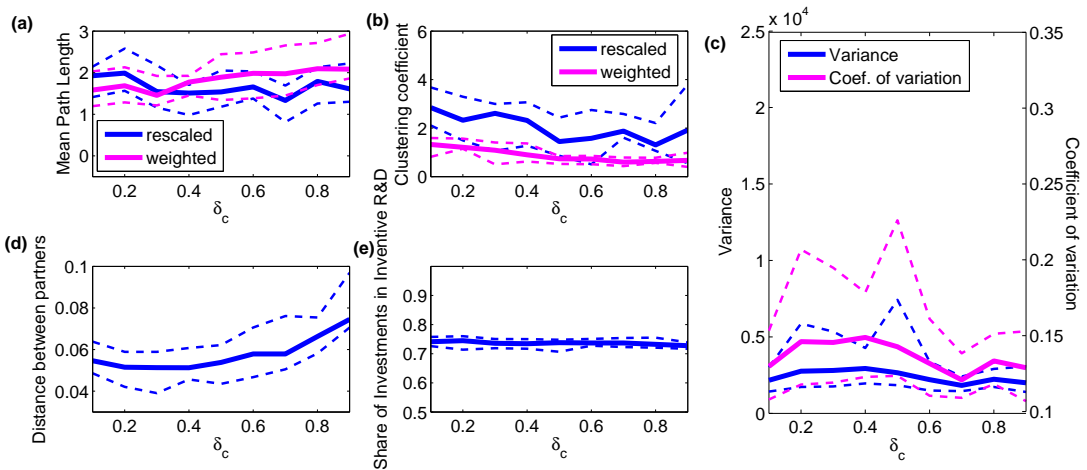 (a)
Mean Path Length
3
2
1
0
rescaled
weighted
0.2 0.4 0.6 0.8
δc
(b)
Clustering coefficient
6
4
2
0
rescaled
weighted
0.2 0.4 0.6 0.8
δc
(c)
x 10^4
Variance
2.5
2
1.5
1
0.5
0
Variance
Coef. of variation
0.35
0.3
0.25
0.2
0.15
0.1
Coefficient of variation
0.2 0.4 0.6 0.8
δc
(d)
Distance between partners
0.1
0.08
0.06
0.04
0.2 0.4 0.6 0.8
δc
(e)
Share of Investments in Inventive R&D
0.9
0.8
0.7
0.6
0.5
0.2 0.4 0.6 0.8
δc